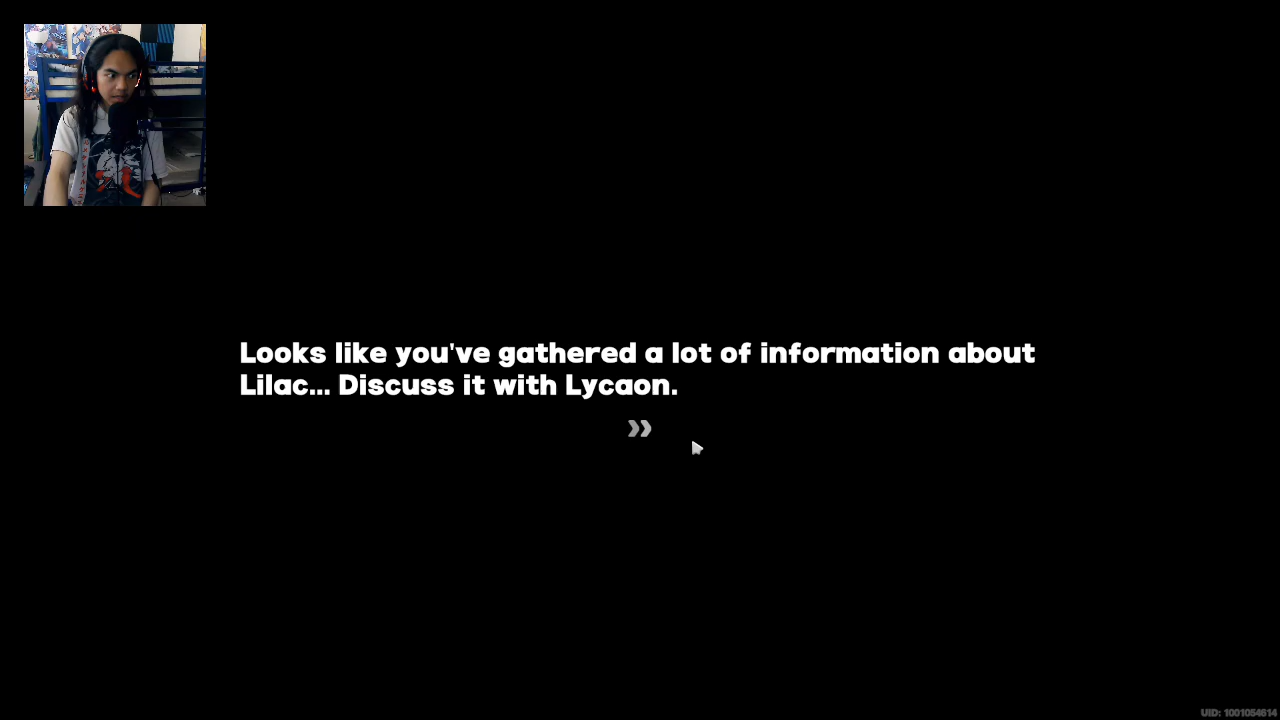 Looks like you've gathered a lot of information about
Lilac... Discuss it with Lycaon.
UID: 1001054614